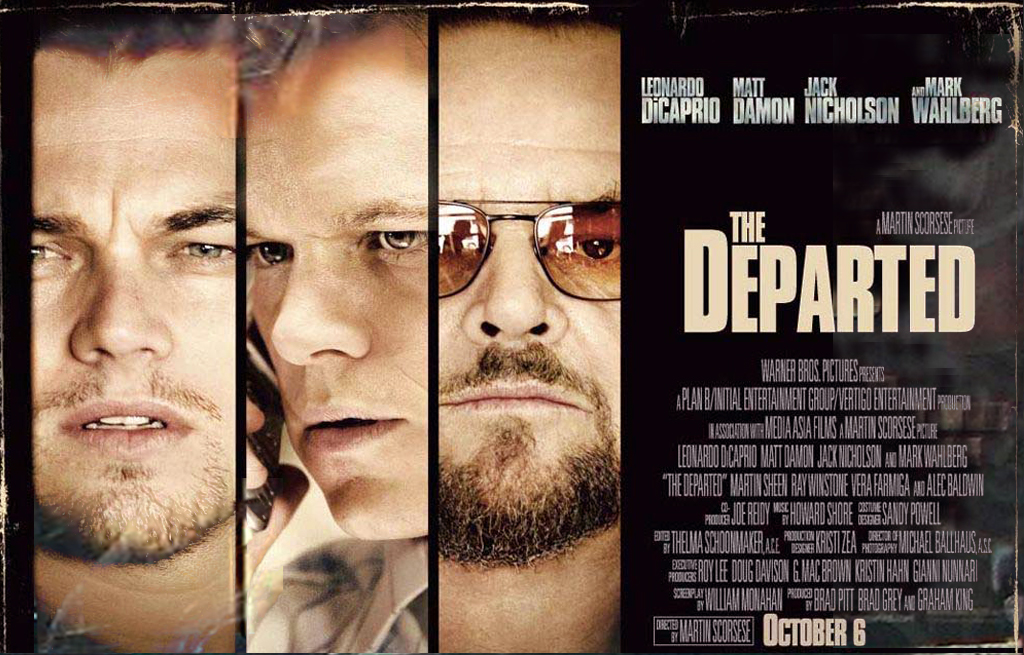 LEONARDO DICAPRIO MATT DAMON JACK NICHOLSON AND MARK WAHLBERG
A MARTIN SCORSESE PICTURE
THE
DEPARTED
WARNER BROS. PICTURES PRESENTS
A PLAN B/INITIAL ENTERTAINMENT GROUP/VERTIGO ENTERTAINMENT PRODUCTION
IN ASSOCIATION WITH MEDIA ASIA FILMS A MARTIN SCORSESE PICTURE
LEONARDO DICAPRIO MATT DAMON JACK NICHOLSON AND MARK WAHLBERG
"THE DEPARTED" MARTIN SHEEN RAY WINSTONE VERA FARMIGA AND ALEC BALDWIN
CO-PRODUCER JOE REIDY MUSIC BY HOWARD SHORE COSTUME DESIGNER SANDY POWELL
EDITED BY THELMA SCHOONMAKER, A.C.E. PRODUCTION DESIGNER KRISTI ZEA DIRECTOR OF PHOTOGRAPHY MICHAEL BALLHAUS, A.S.C.
EXECUTIVE PRODUCERS ROY LEE DOUG DAVISON G. MAC BROWN KRISTIN HAHN GIANNI NUNNARI
SCREENPLAY BY WILLIAM MONAHAN PRODUCED BY BRAD PITT BRAD GREY AND GRAHAM KING
DIRECTED BY MARTIN SCORSESE OCTOBER 6